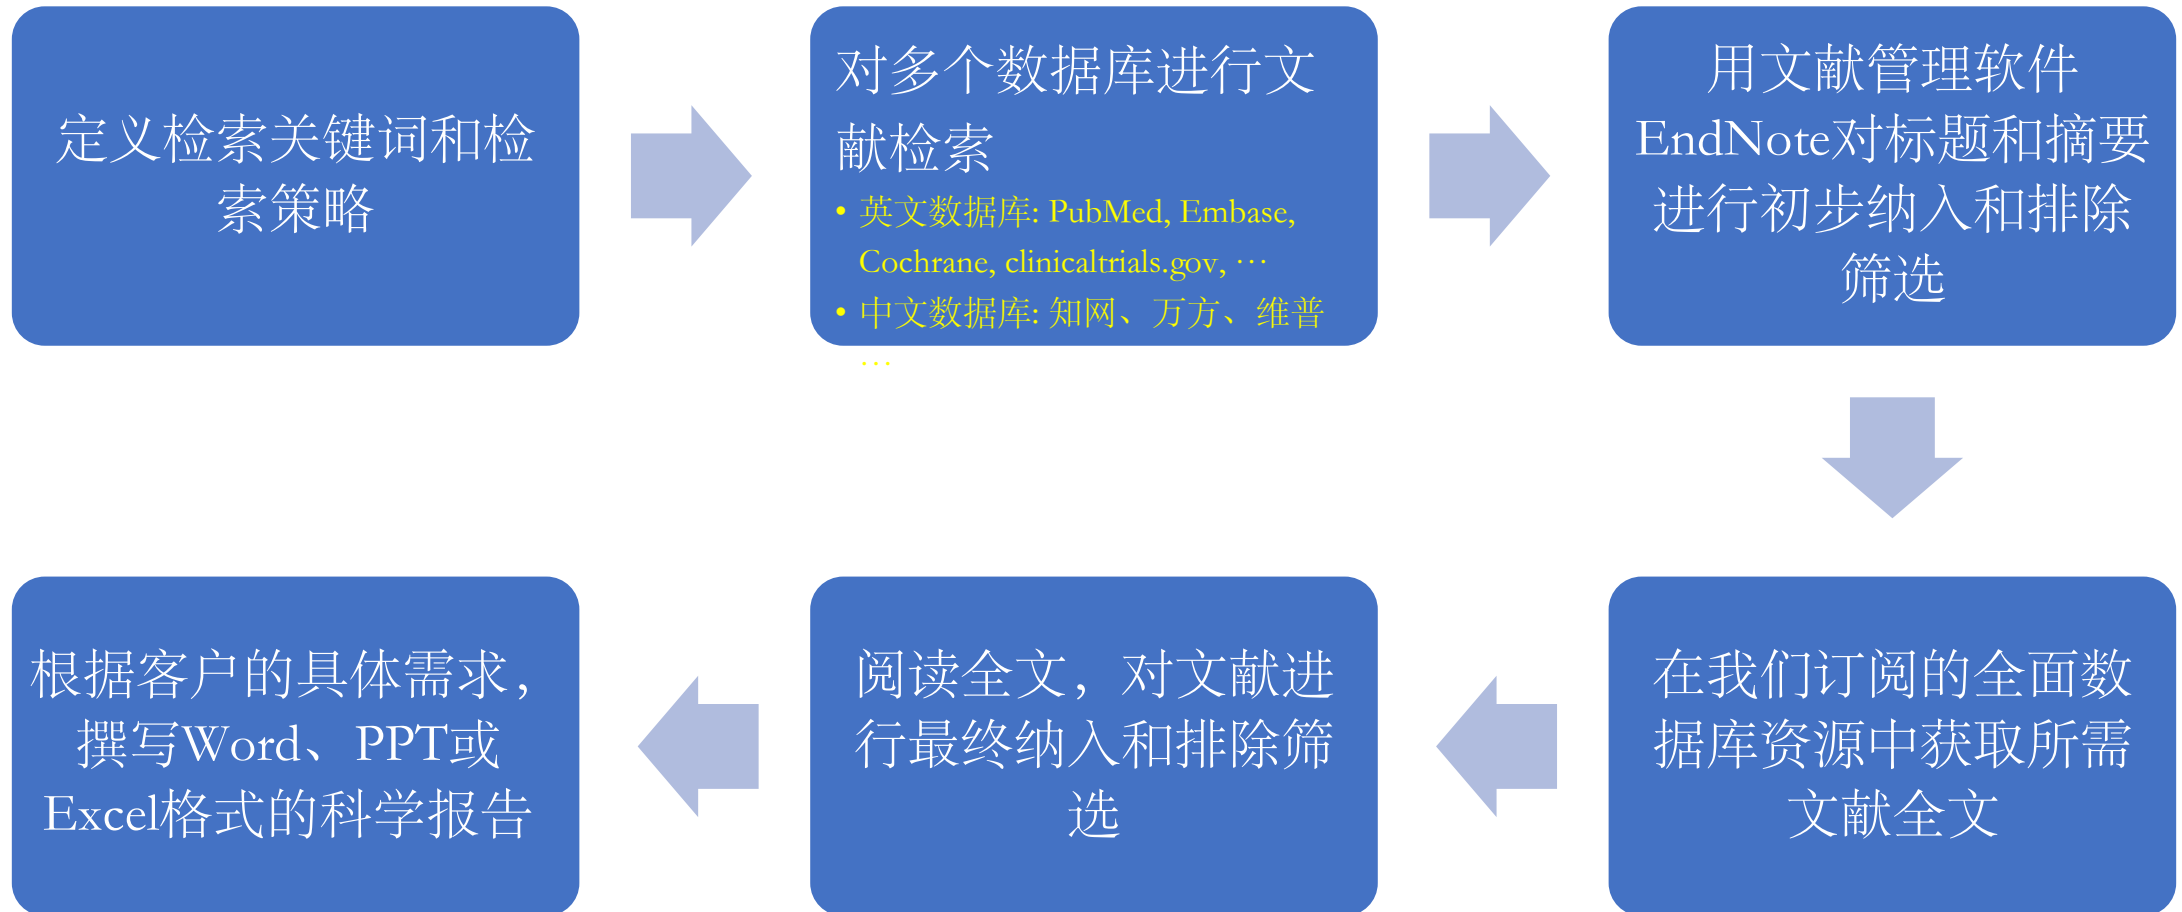 定义检索关键词和检
索策略
对多个数据库进行文
献检索
• 英文数据库: PubMed, Embase,
Cochrane, clinicaltrials.gov, …
• 中文数据库: 知网、万方、维普
…
用文献管理软件
EndNote对标题和摘要
进行初步纳入和排除
筛选
在我们订阅的全面数
据库资源中获取所需
文献全文
阅读全文，对文献进
行最终纳入和排除筛
选
根据客户的具体需求，
撰写Word、PPT或
Excel格式的科学报告